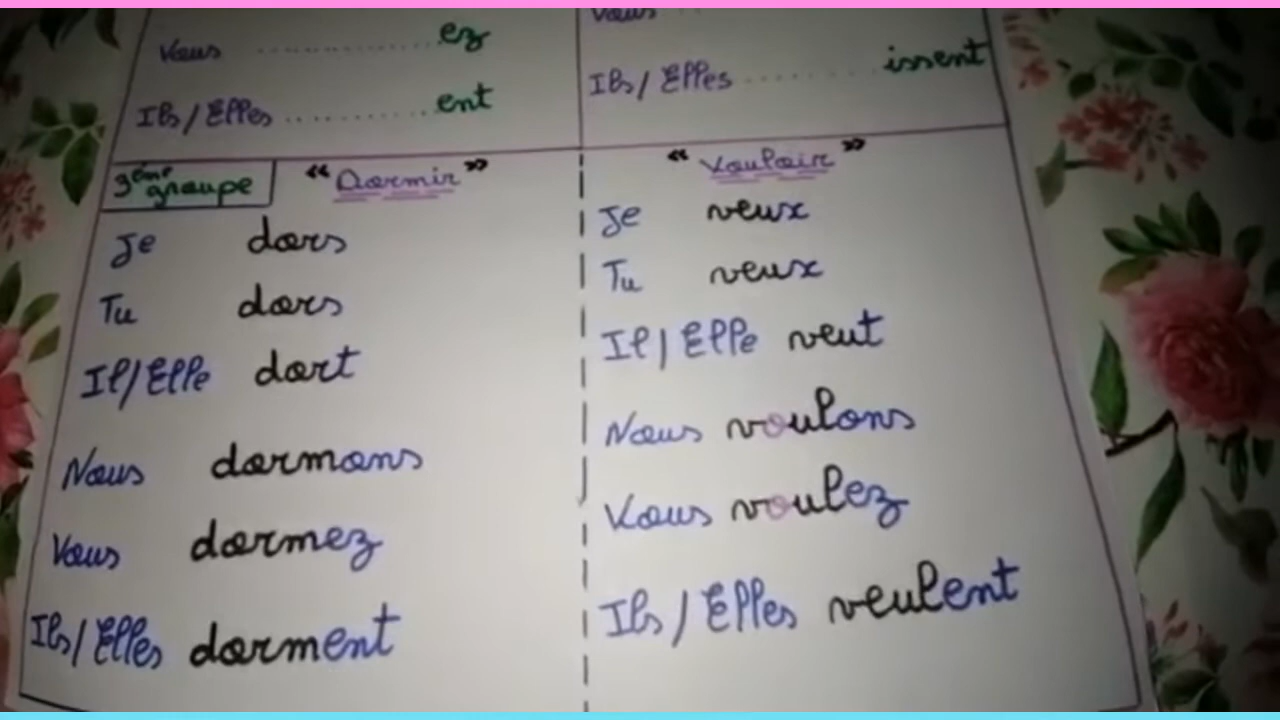 Vous ................ez
Ils/Elles ............ent
Vous
Ils/Elles ............issent
3ème groupe
"Dormir"
Je dors
Tu dors
Il/Elle dort
Nous dormons
Vous dormez
Ils/Elles dorment
"Vouloir"
Je veux
Tu veux
Il/Elle veut
Nous voulons
Vous voulez
Ils/Elles veulent